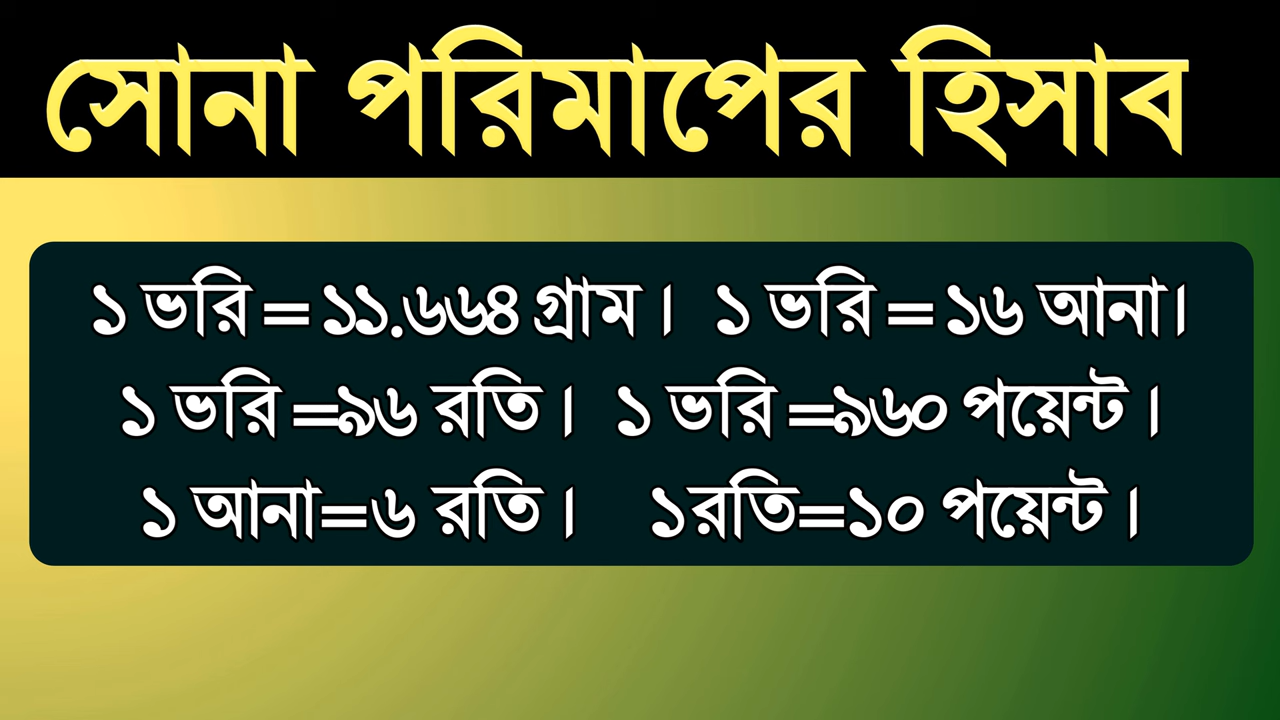 সোনা পরিমাপের হিসাব
১ ভরি = ১১.৬৬৪ গ্রাম। ১ ভরি = ১৬ আনা।
১ ভরি =৯৬ রতি। ১ ভরি =৯৬০ পয়েন্ট।
১ আনা=৬ রতি। ১রতি=১০ পয়েন্ট।